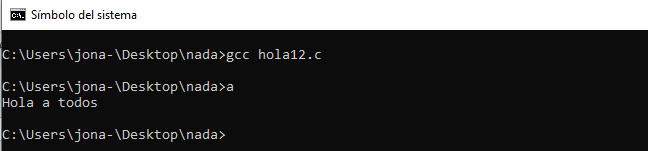 Símbolo del sistema
C:\Users\jona-\Desktop\nada>gcc hola12.c
C:\Users\jona-\Desktop\nada>a
Hola a todos
C:\Users\jona-\Desktop\nada>